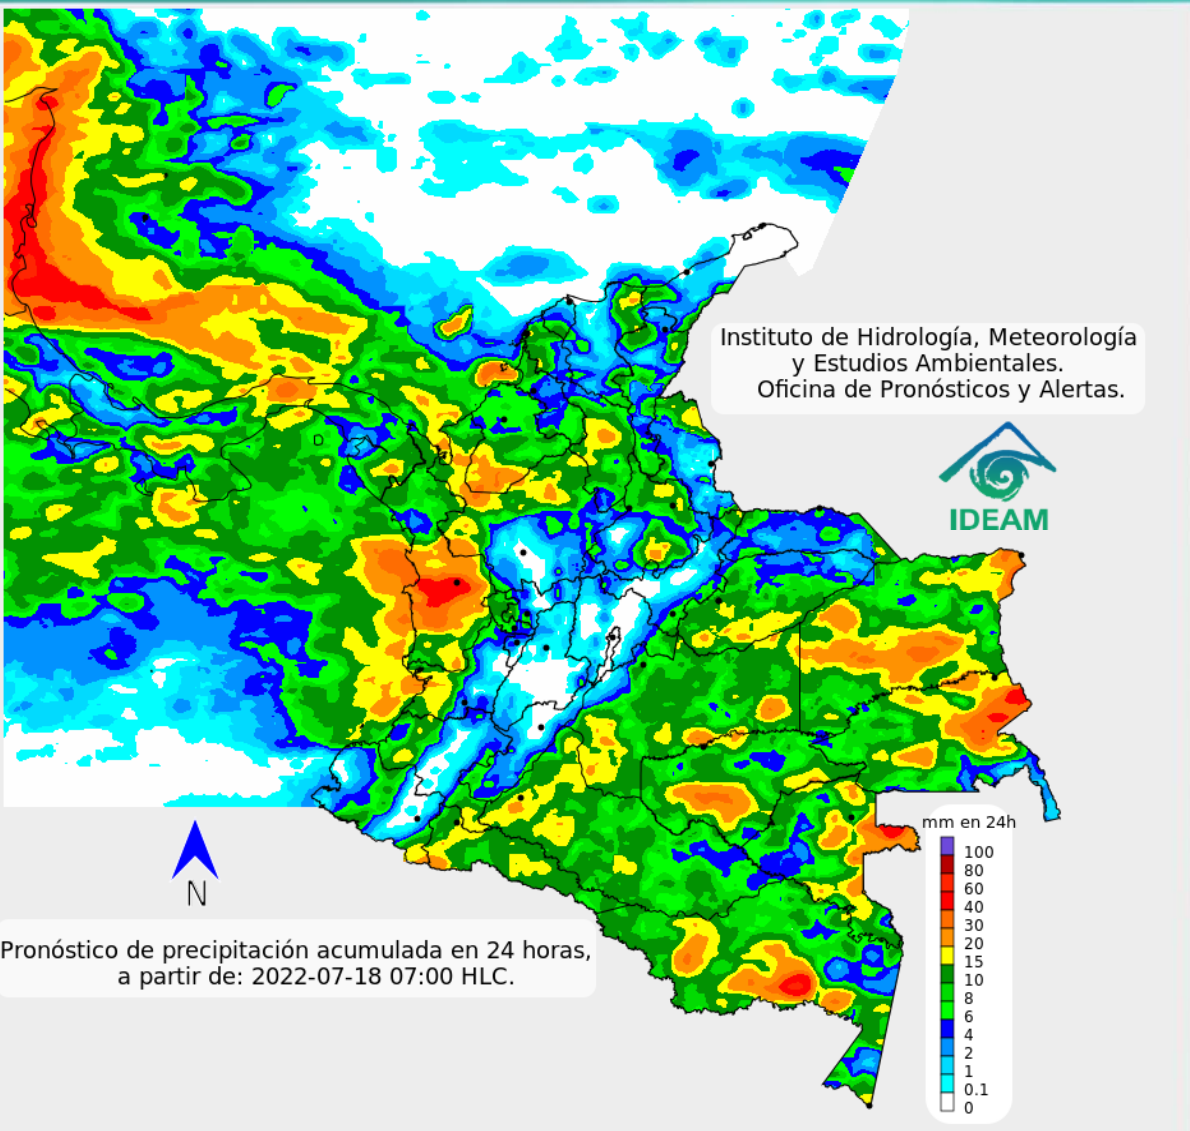 Instituto de Hidrología, Meteorología
y Estudios Ambientales.
Oficina de Pronósticos y Alertas.
IDEAM
mm en 24h
100
80
60
40
30
20
15
10
8
6
4
2
1
0.1
0
N
Pronóstico de precipitación acumulada en 24 horas,
a partir de: 2022-07-18 07:00 HLC.